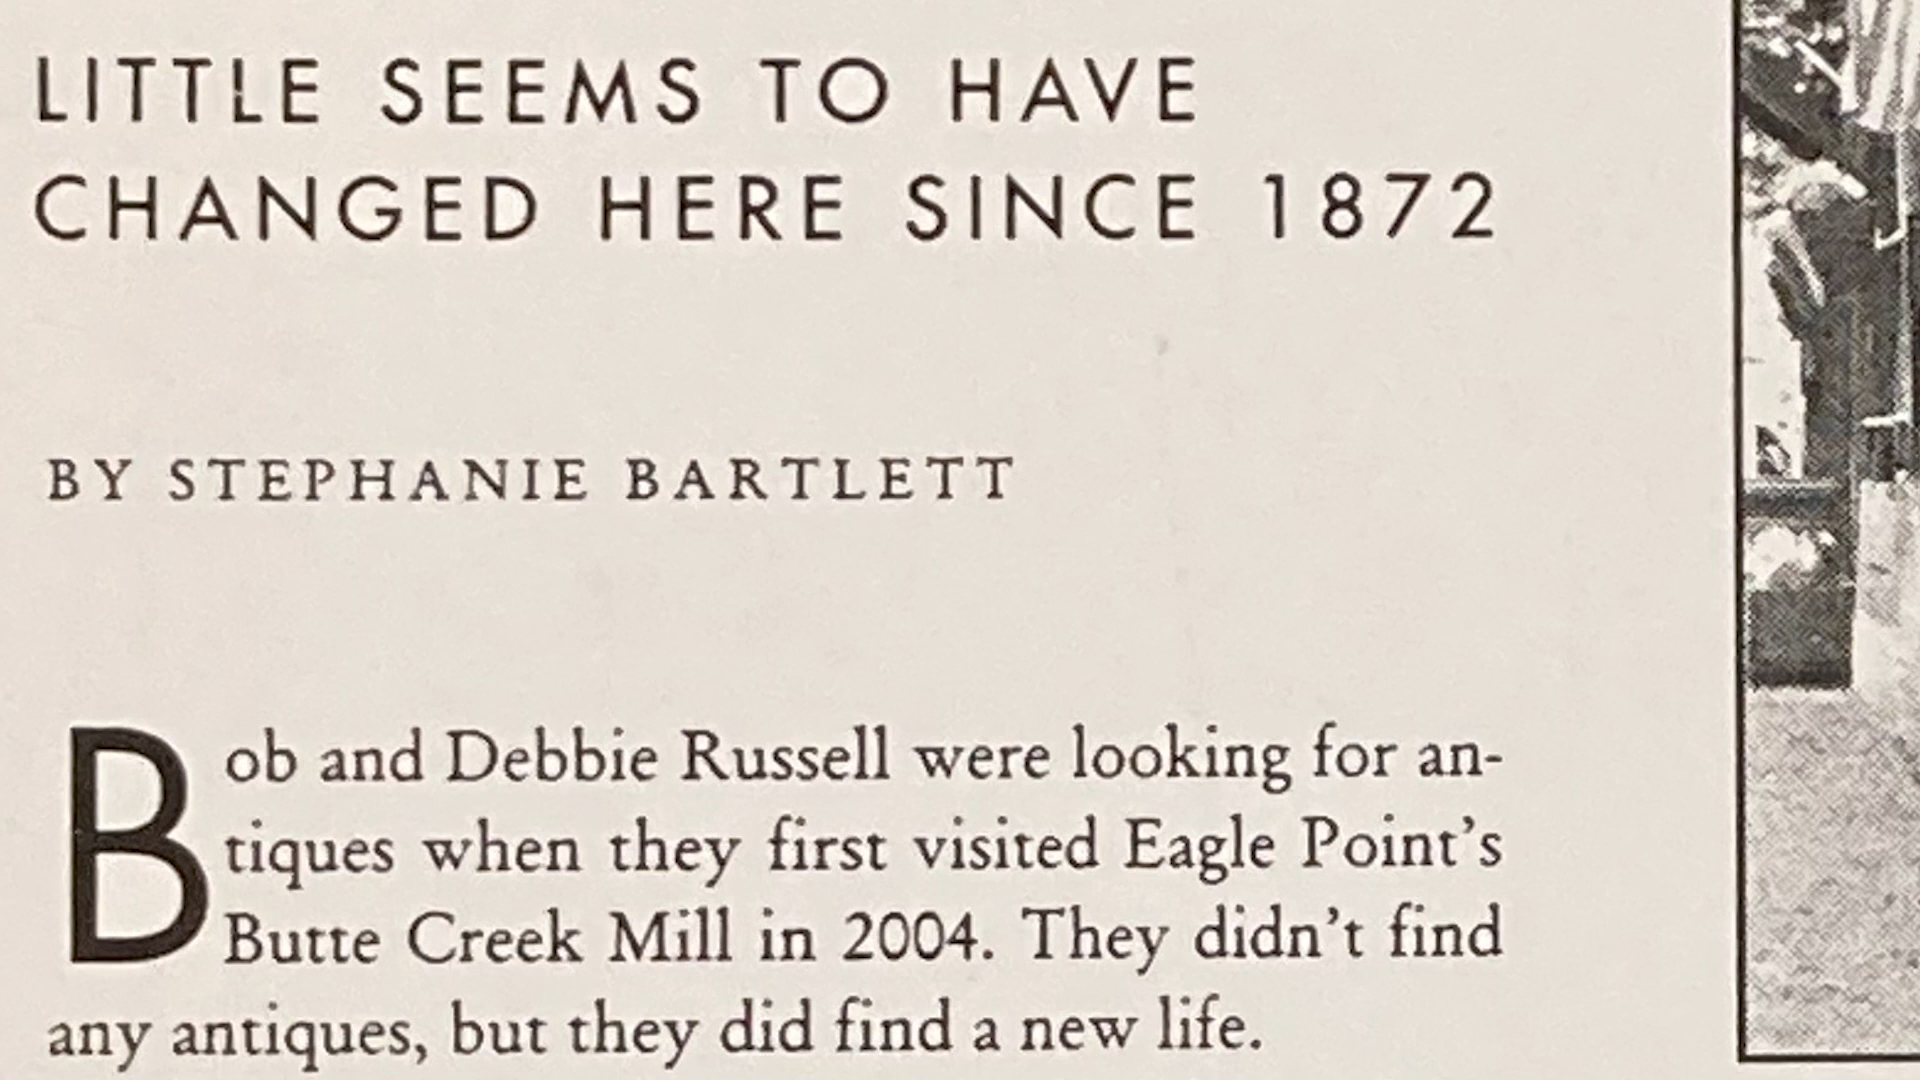 LITTLE SEEMS TO HAVE
CHANGED HERE SINCE 1872
BY STEPHANIE BARTLETT
Bob and Debbie Russell were looking for an-
tiques when they first visited Eagle Point's
Butte Creek Mill in 2004. They didn't find
any antiques, but they did find a new life.